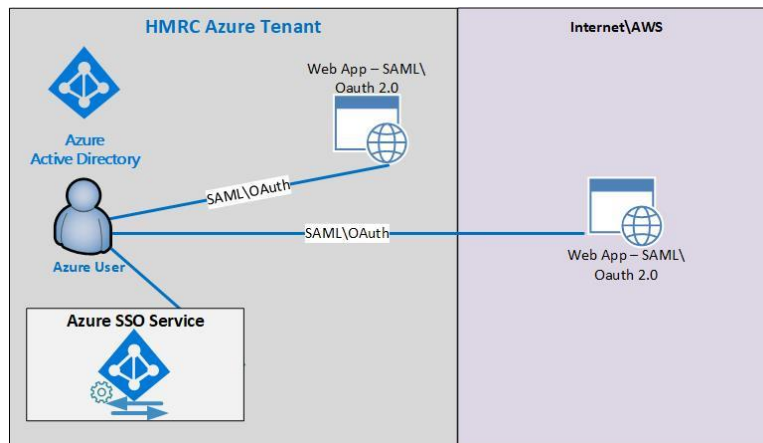 HMRC Azure Tenant
Internet\AWS
Web App – SAML\
Oauth 2.0
Azure
Active Directory
SAML\OAuth
SAML\OAuth
Azure User
Web App – SAML\
Oauth 2.0
Azure SSO Service